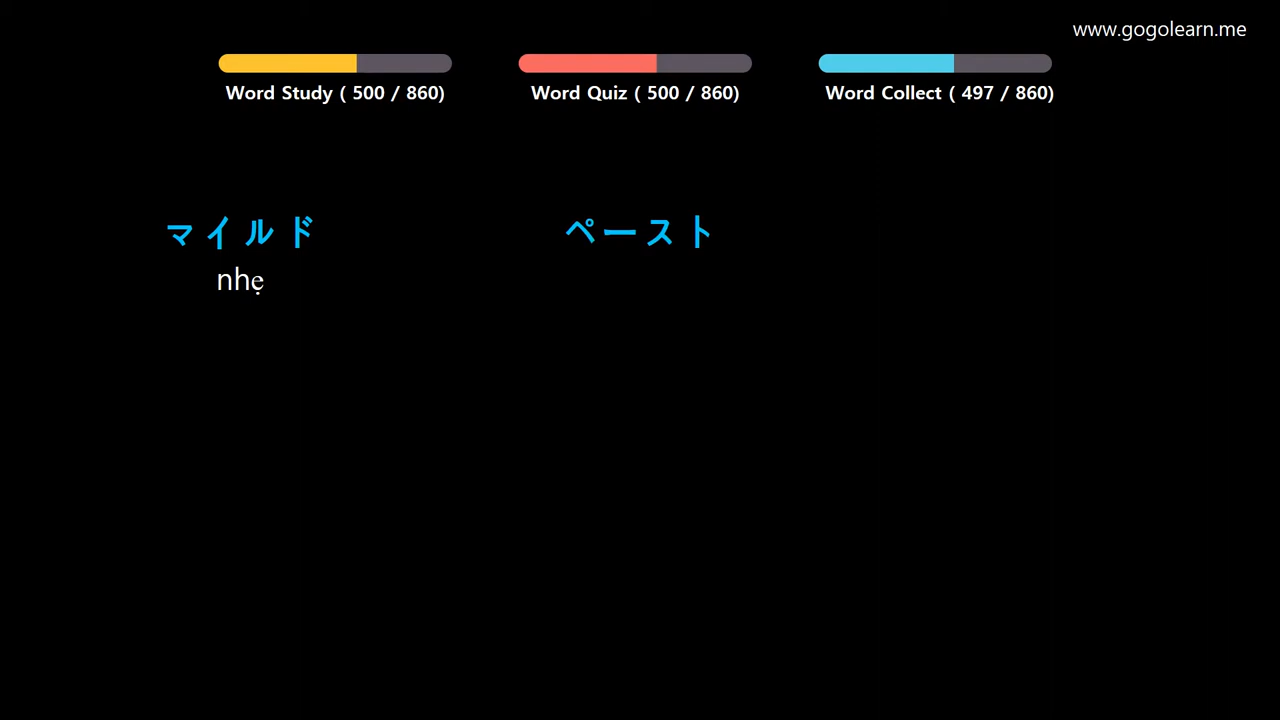 www.gogolearn.me
Word Study ( 500 / 860)
Word Quiz ( 500 / 860)
Word Collect ( 497 / 860)
マイルド
ペースト
nhẹ